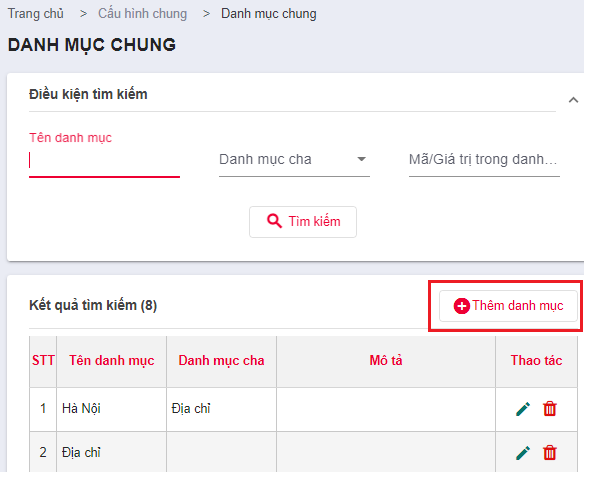 Trang chủ > Cấu hình chung > Danh mục chung
DANH MỤC CHUNG
Điều kiện tìm kiếm
Tên danh mục
Danh mục cha
Mã/Giá trị trong danh...
Tìm kiếm
Kết quả tìm kiếm (8)
Thêm danh mục
STT Tên danh mục Danh mục cha Mô tả Thao tác
1 Hà Nội Địa chỉ
2 Địa chỉ